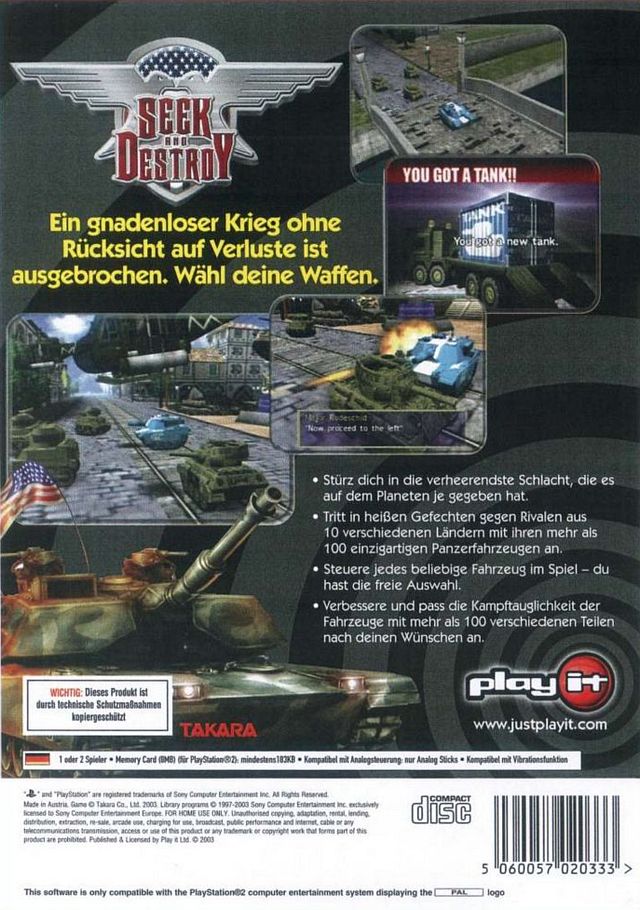 SEEK
AND
DESTROY
YOU GOT A TANK!!
TANK
You got a new tank.
Ein gnadenloser Krieg ohne
Rücksicht auf Verluste ist
ausgebrochen. Wähl deine Waffen.
Major Rudeschid
"Now, proceed to the left"
• Stürz dich in die verheerendste Schlacht, die es
auf dem Planeten je gegeben hat.
• Tritt in heißen Gefechten gegen Rivalen aus
10 verschiedenen Ländern mit ihren mehr als
100 einzigartigen Panzerfahrzeugen an.
• Steuere jedes beliebige Fahrzeug im Spiel – du
hast die freie Auswahl.
• Verbessere und pass die Kampftauglichkeit der
Fahrzeuge mit mehr als 100 verschiedenen Teilen
nach deinen Wünschen an.
WICHTIG: Dieses Produkt ist
durch technische Schutzmaßnahmen
kopiergeschützt
TAKARA
play it
www.justplayit.com
1 oder 2 Spieler • Memory Card (8MB) (für PlayStation®2): mindestens183KB • Kompatibel mit Analogsteuerung: nur Analog Sticks • Kompatibel mit Vibrationsfunktion
" " and "PlayStation" are registered trademarks of Sony Computer Entertainment Inc. All Rights Reserved.
Made in Austria. Game © Takara Co., Ltd. 2003. Library programs © 1997-2003 Sony Computer Entertainment Inc. exclusively
licensed to Sony Computer Entertainment Europe. FOR HOME USE ONLY. Unauthorised copying, adaptation, rental, lending,
distribution, extraction, re-sale, arcade use, charging for use, broadcast, public performance and internet, cable or any
telecommunications transmission, access or use of this product or any trademark or copyright work that forms part of this
product are prohibited. Published & Licensed by Play it Ltd. © 2003
COMPACT
disc
5 060057 020333 >
This software is only compatible with the PlayStation®2 computer entertainment system displaying the PAL logo